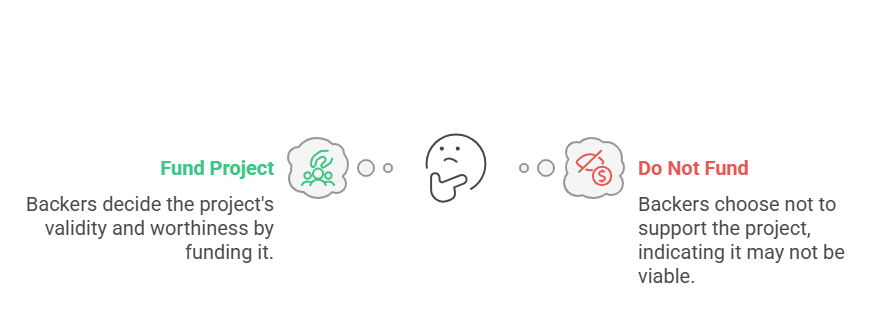 Fund Project
Backers decide the project's
validity and worthiness by
funding it.
Do Not Fund
Backers choose not to
support the project,
indicating it may not be
viable.